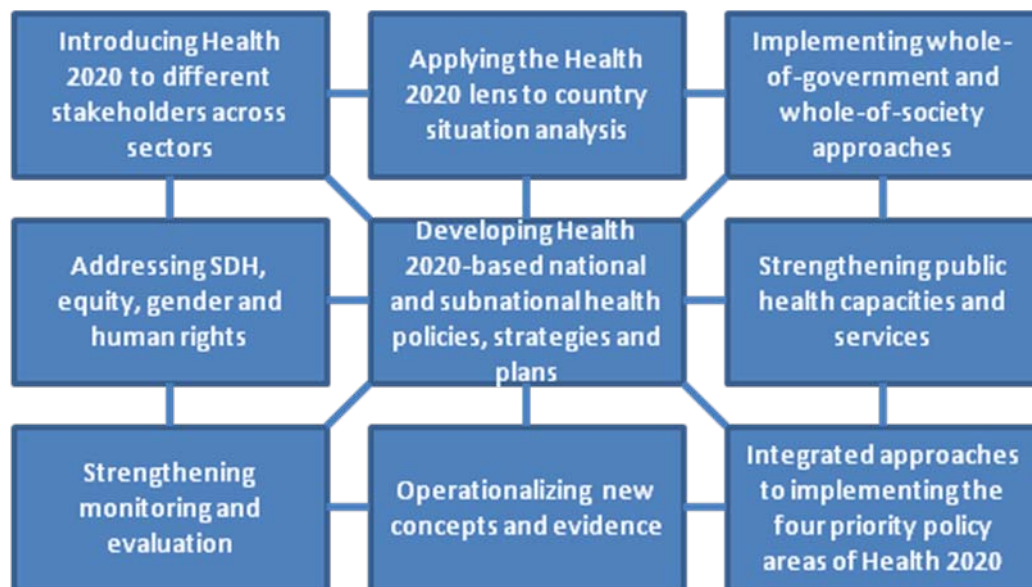 Introducing Health
2020 to different
stakeholders across
sectors
Applying the Health
2020 lens to country
situation analysis
Implementing whole-
of-government and
whole-of-society
approaches
Addressing SDH,
equity, gender and
human rights
Developing Health
2020-based national
and subnational health
policies, strategies and
plans
Strengthening public
health capacities and
services
Strengthening
monitoring and
evaluation
Operationalizing new
concepts and evidence
Integrated approaches
to implementing the
four priority policy
areas of Health 2020